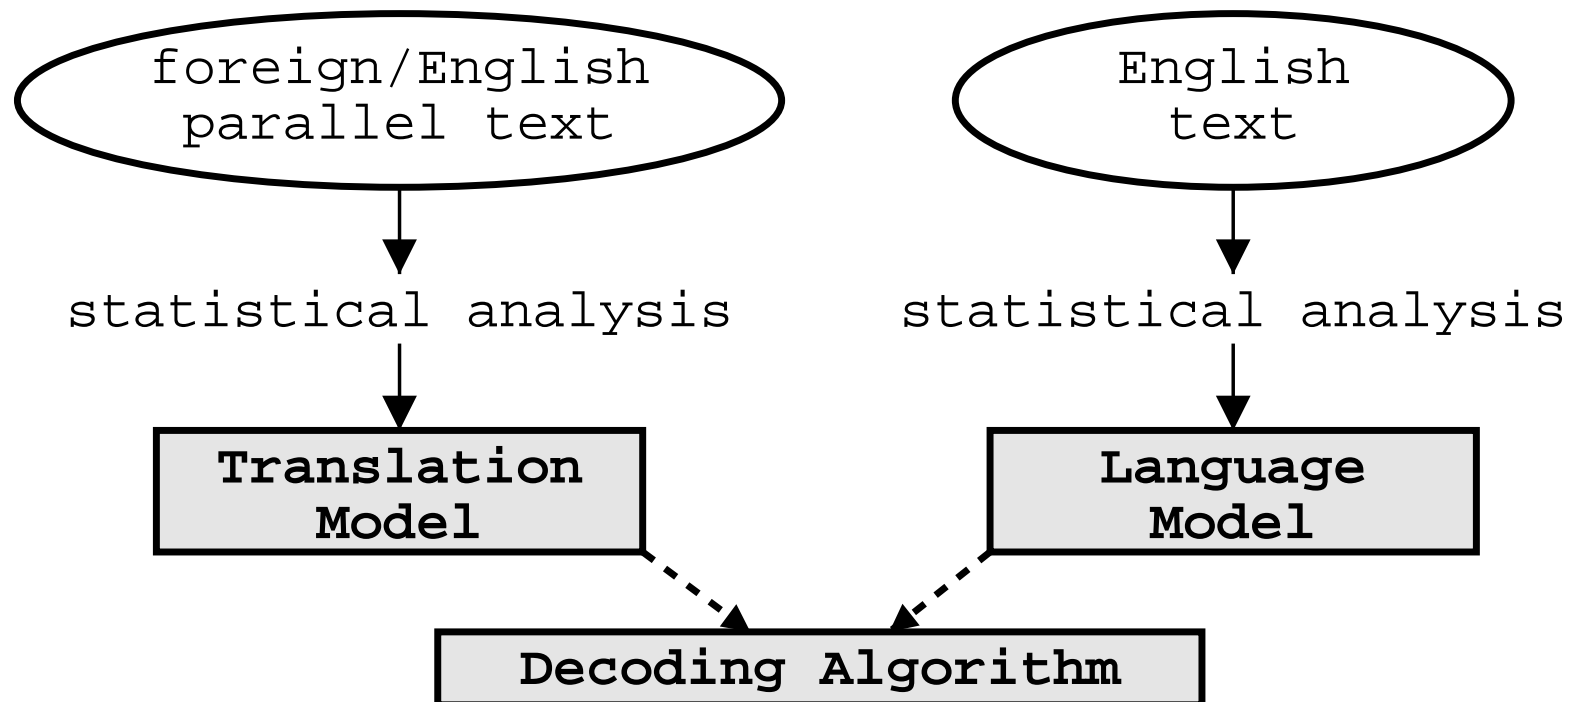 foreign/English
parallel text
English
text
statistical analysis
statistical analysis
Translation
Model
Language
Model
Decoding Algorithm